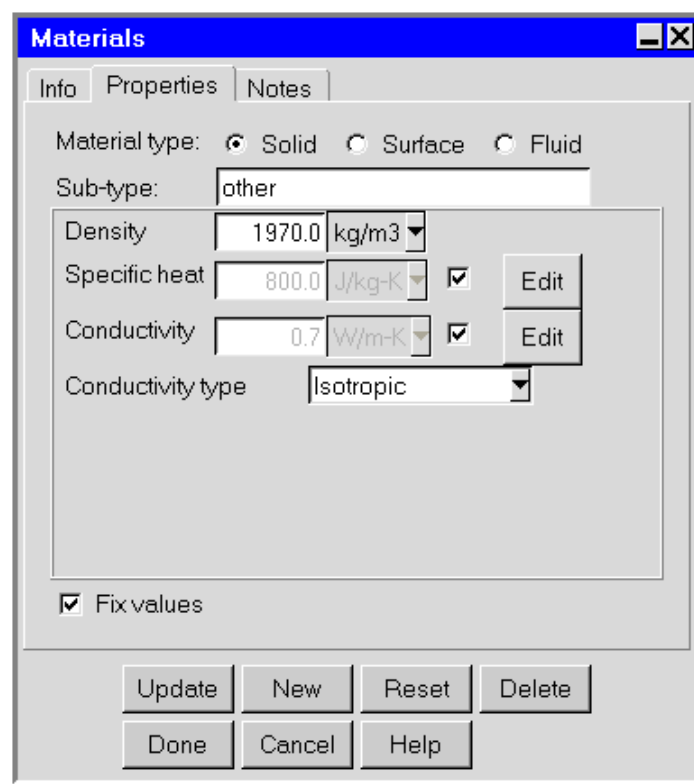 Materials
Info Properties Notes
Material type: Solid Surface Fluid
Sub-type: other
Density 1970.0 kg/m3
Specific heat 800.0 J/kg-K Edit
Conductivity 0.7 W/m-K Edit
Conductivity type Isotropic
Fix values
Update New Reset Delete
Done Cancel Help